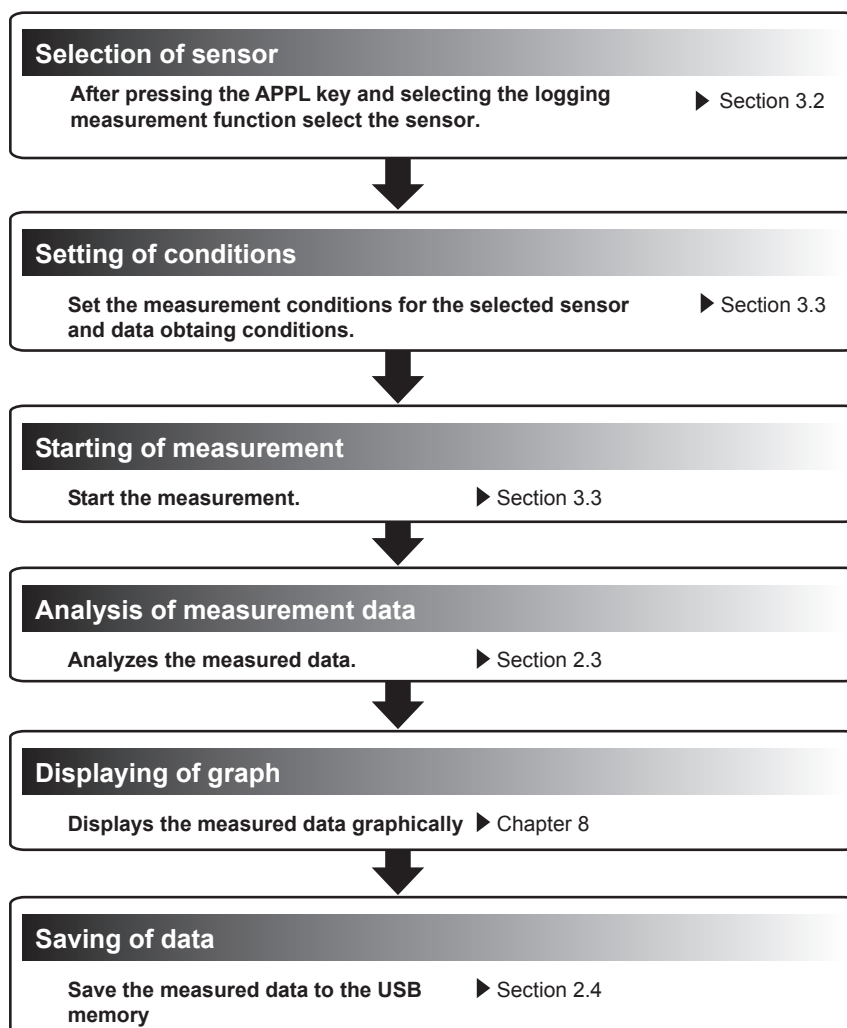 Selection of sensor
After pressing the APPL key and selecting the logging
measurement function select the sensor.
▶ Section 3.2
Setting of conditions
Set the measurement conditions for the selected sensor
and data obtaing conditions.
▶ Section 3.3
Starting of measurement
Start the measurement.
▶ Section 3.3
Analysis of measurement data
Analyzes the measured data.
▶ Section 2.3
Displaying of graph
Displays the measured data graphically
▶ Chapter 8
Saving of data
Save the measured data to the USB
memory
▶ Section 2.4